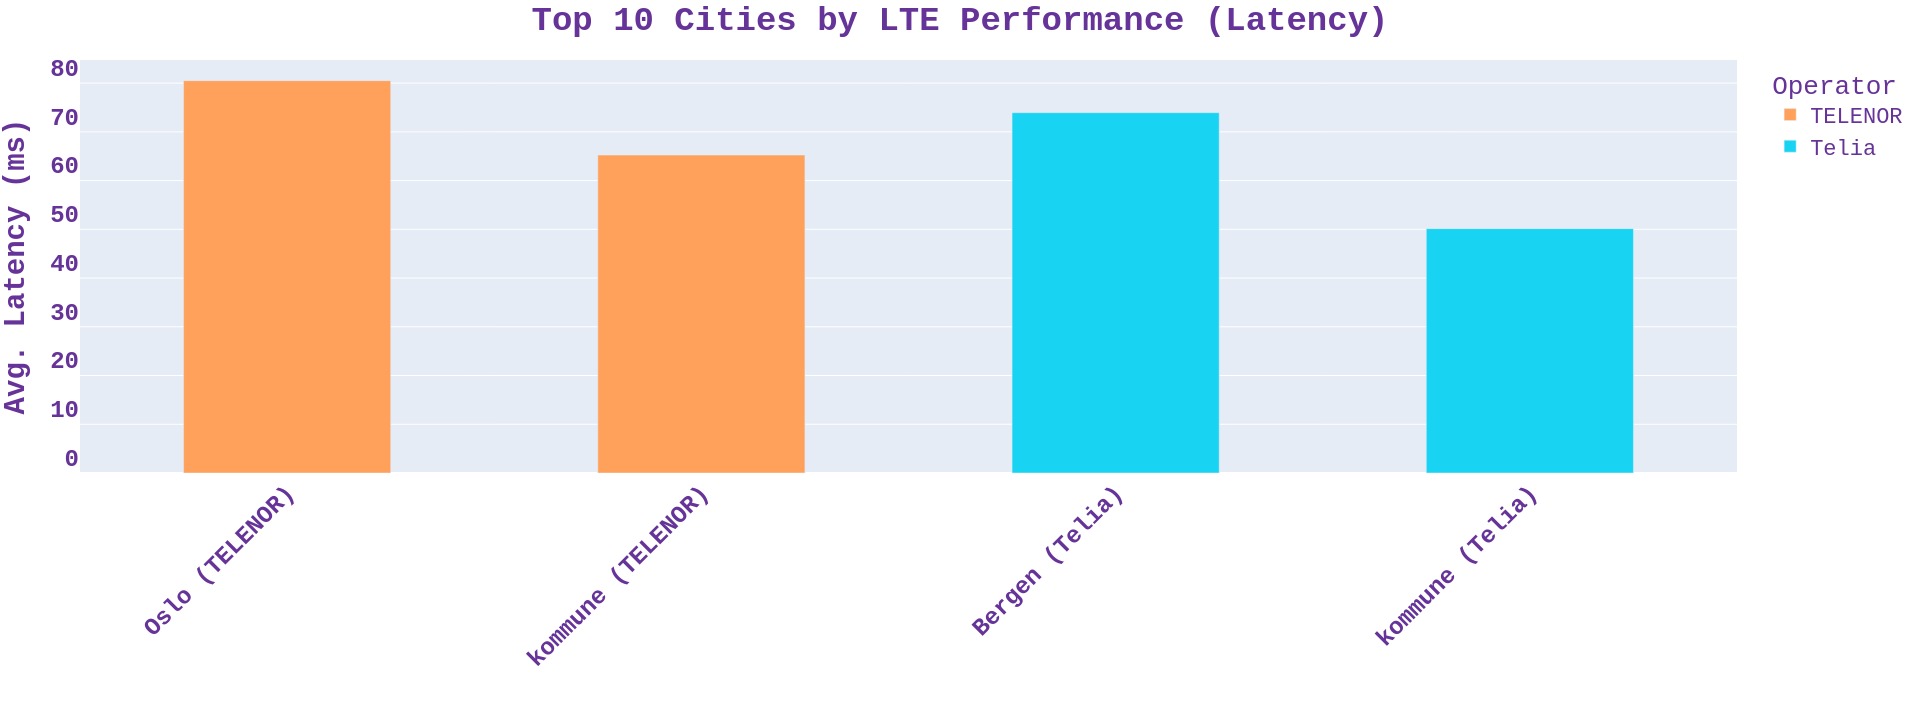 Top 10 Cities by LTE Performance (Latency)
Avg. Latency (ms)
80
70
60
50
40
30
20
10
0
Oslo (TELENOR)
kommune (TELENOR)
Bergen (Telia)
kommune (Telia)
Operator
TELENOR
Telia